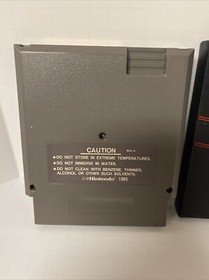 CAUTION
• DO NOT STORE IN EXTREME TEMPERATURES.
• DO NOT IMMERSE IN WATER.
• DO NOT CLEAN WITH BENZENE, THINNER,
ALCOHOL OR OTHER SUCH SOLVENTS.
©Nintendo 1985